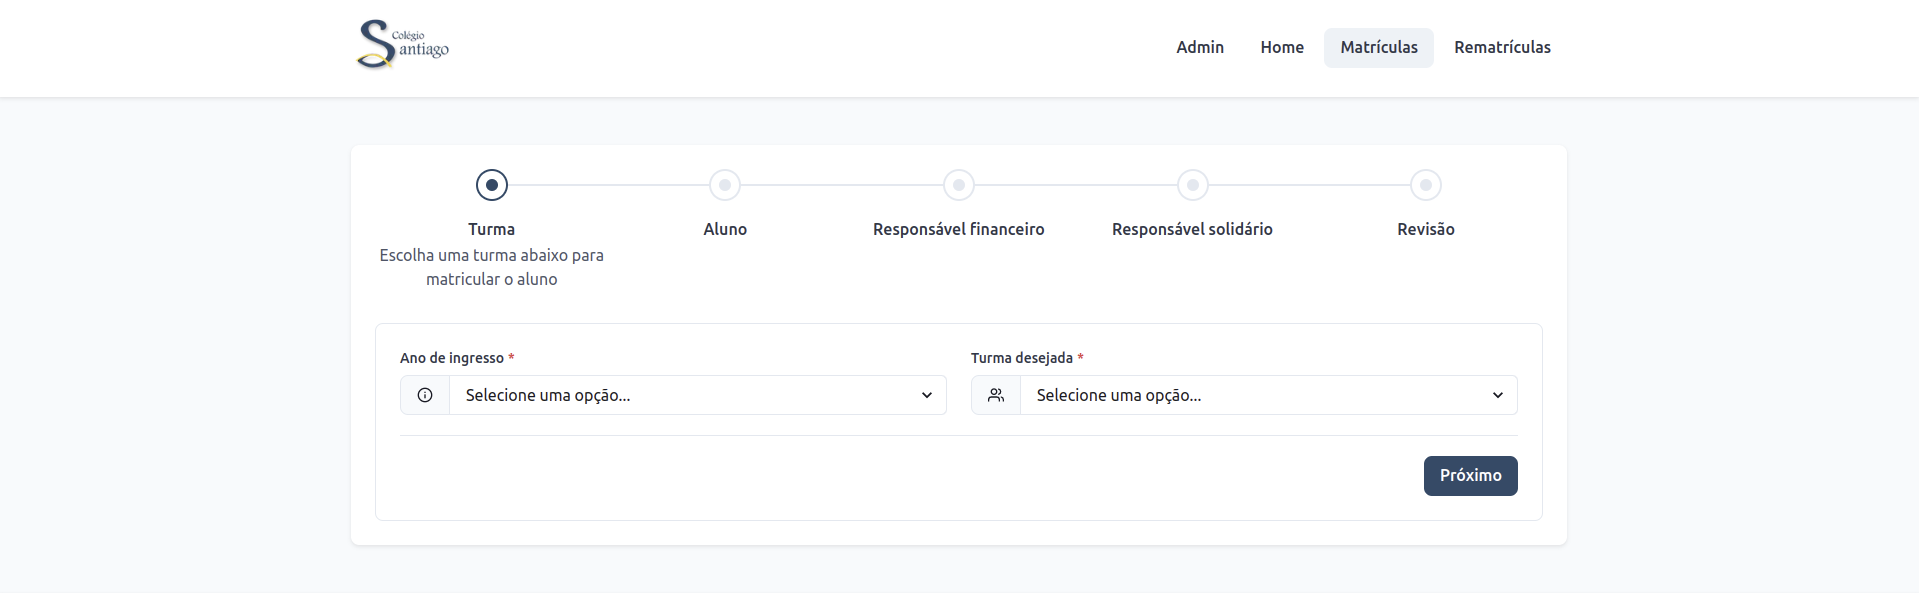 Colégio
Santiago
Admin
Home
Matrículas
Rematrículas
Turma
Escolha uma turma abaixo para
matricular o aluno
Aluno
Responsável financeiro
Responsável solidário
Revisão
Ano de ingresso *
Selecione uma opção...
Turma desejada *
Selecione uma opção...
Próximo